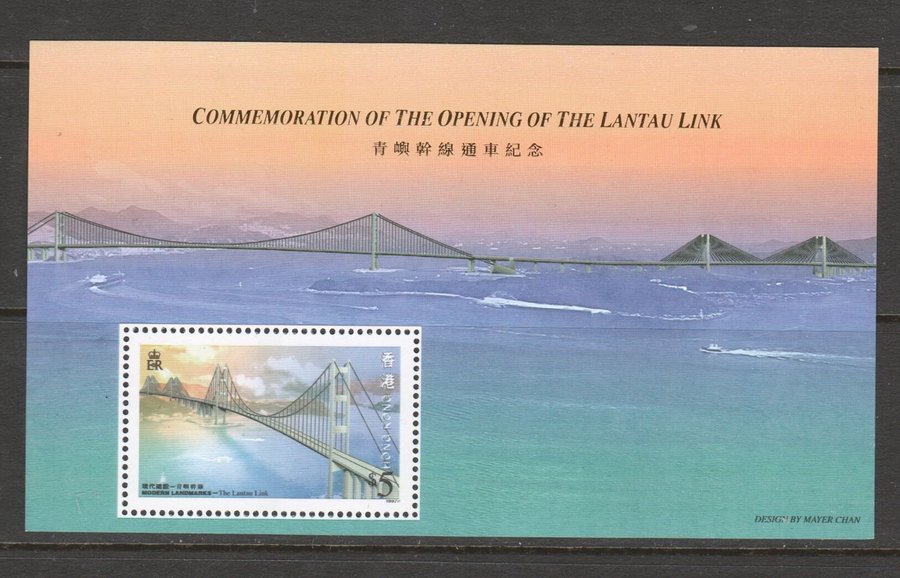 COMMEMORATION OF THE OPENING OF THE LANTAU LINK
青嶼幹線通車紀念
ER
香港
HONG KONG
$5
現代建設—青嶼幹線
MODERN LANDMARKS—The Lantau Link
1997
DESIGN BY MAYER CHAN